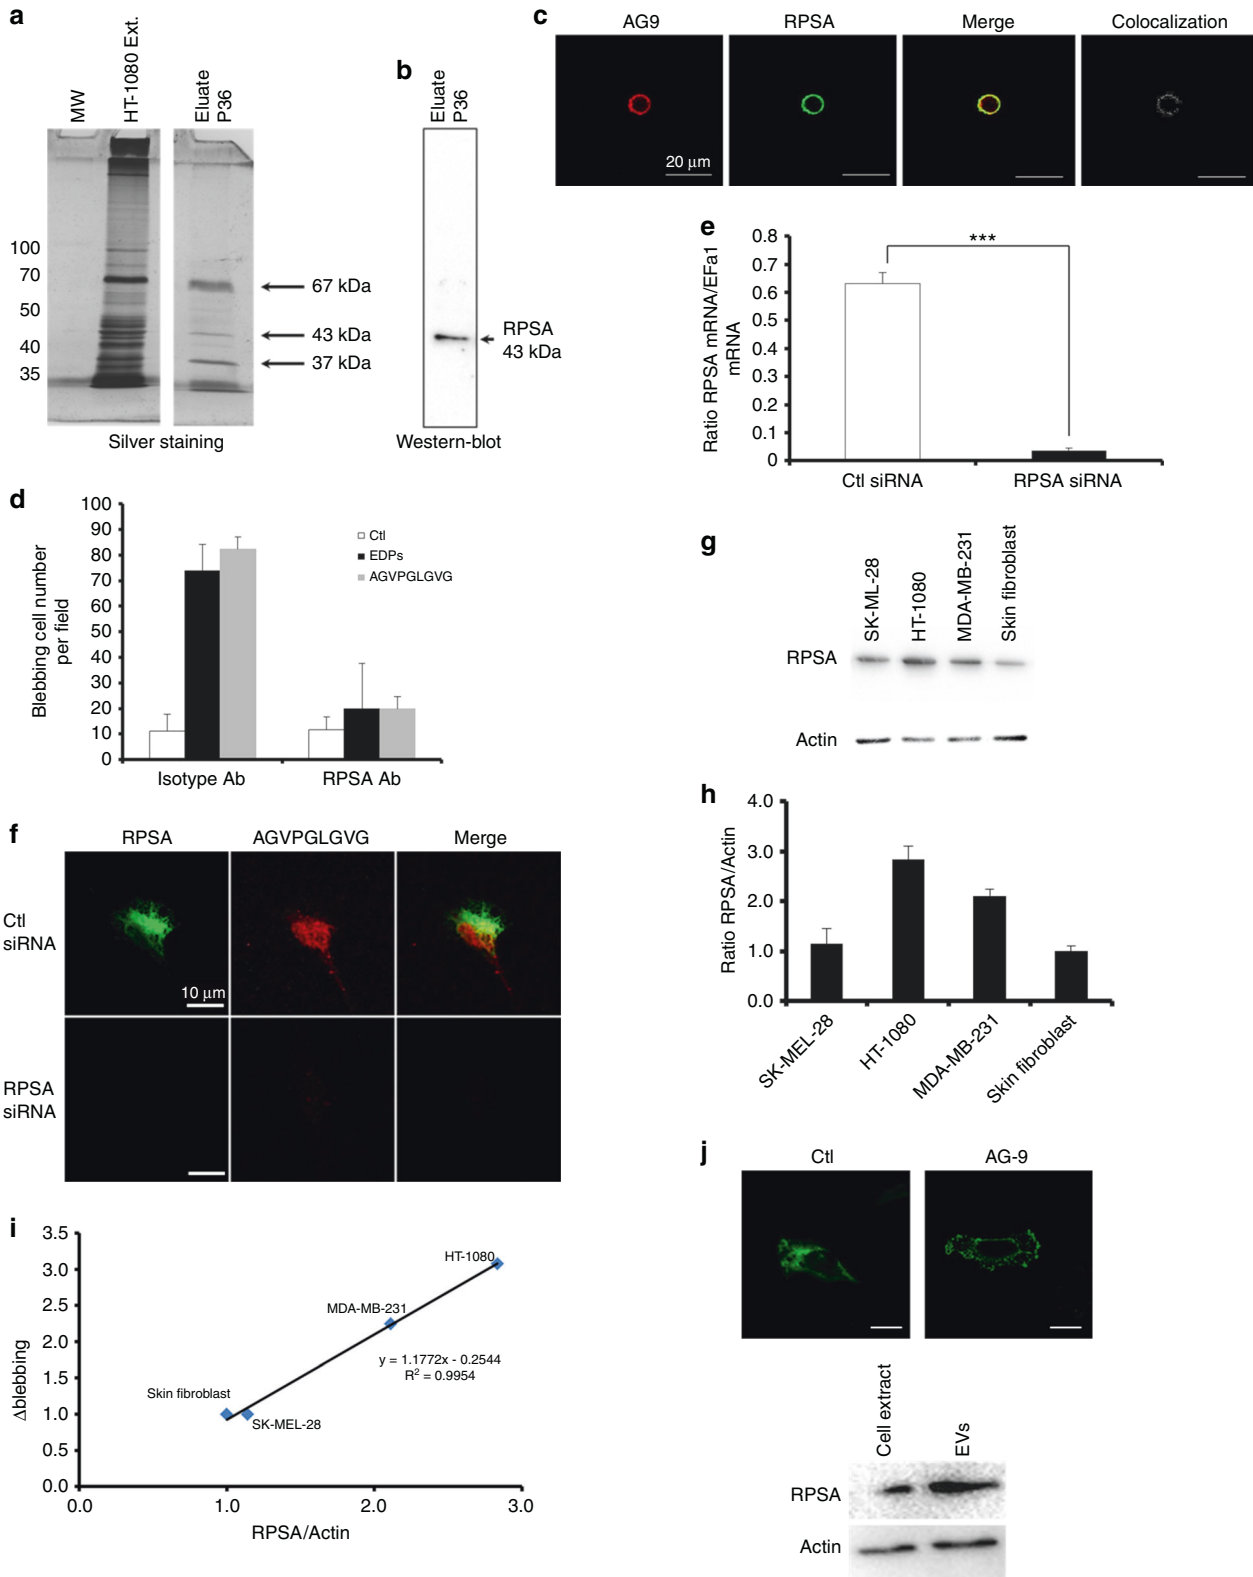 a
MW
HT-1080 Ext.
Eluate
P36
100
70
50
40
35
67 kDa
43 kDa
37 kDa
Silver staining
b
Eluate
P36
RPSA
43 kDa
Western-blot
c
AG9
RPSA
Merge
Colocalization
20 μm
d
Blebbing cell number
per field
100
90
80
70
60
50
40
30
20
10
0
Ctl
EDPs
AGVPGLGVG
Isotype Ab
RPSA Ab
e
Ratio RPSA mRNA/EFa1
mRNA
0.8
0.7
0.6
0.5
0.4
0.3
0.2
0.1
0
***
Ctl siRNA
RPSA siRNA
f
RPSA
AGVPGLGVG
Merge
Ctl
siRNA
10 μm
RPSA
siRNA
g
SK-ML-28
HT-1080
MDA-MB-231
Skin fibroblast
RPSA
Actin
h
Ratio RPSA/Actin
4.0
3.0
2.0
1.0
0.0
SK-MEL-28
HT-1080
MDA-MB-231
Skin fibroblast
i
Δblebbing
3.5
3.0
2.5
2.0
1.5
1.0
0.5
0.0
HT-1080
MDA-MB-231
y = 1.1772x - 0.2544
R² = 0.9954
Skin fibroblast
SK-MEL-28
0.0
1.0
2.0
3.0
RPSA/Actin
j
Ctl
AG-9
Cell extract
EVs
RPSA
Actin